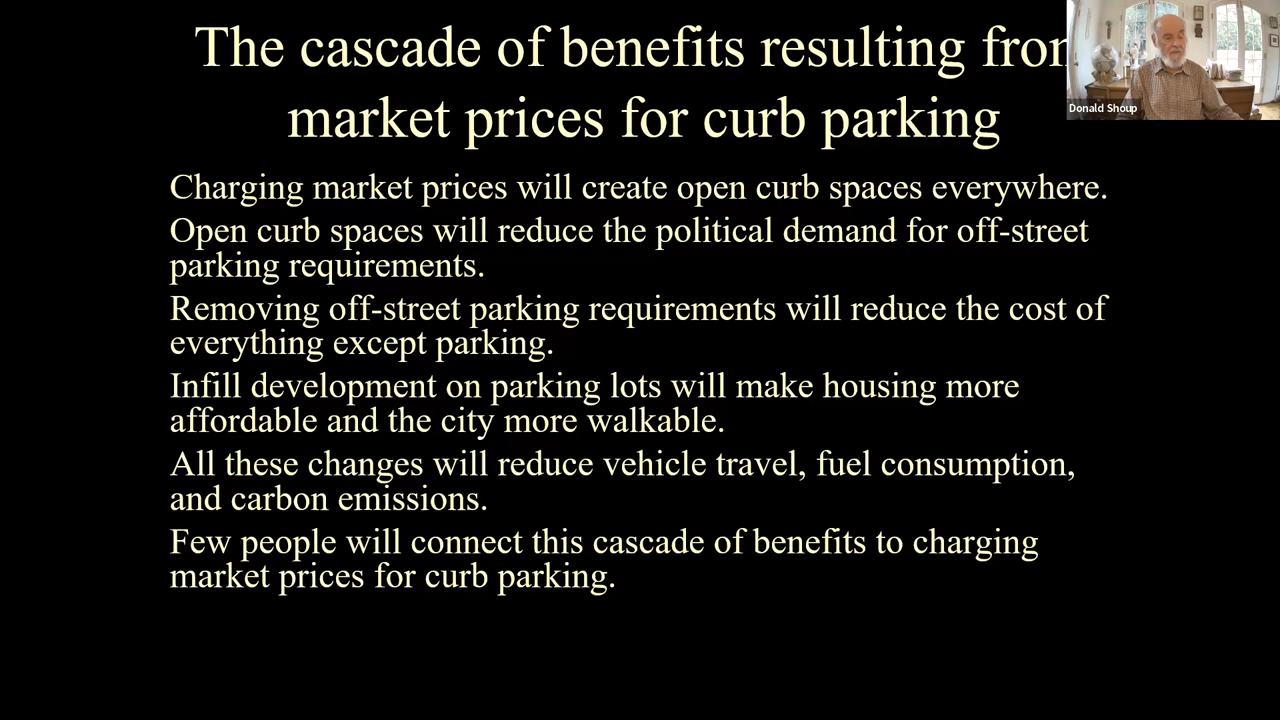 The cascade of benefits resulting from
market prices for curb parking
Donald Shoup
Charging market prices will create open curb spaces everywhere.
Open curb spaces will reduce the political demand for off-street
parking requirements.
Removing off-street parking requirements will reduce the cost of
everything except parking.
Infill development on parking lots will make housing more
affordable and the city more walkable.
All these changes will reduce vehicle travel, fuel consumption,
and carbon emissions.
Few people will connect this cascade of benefits to charging
market prices for curb parking.